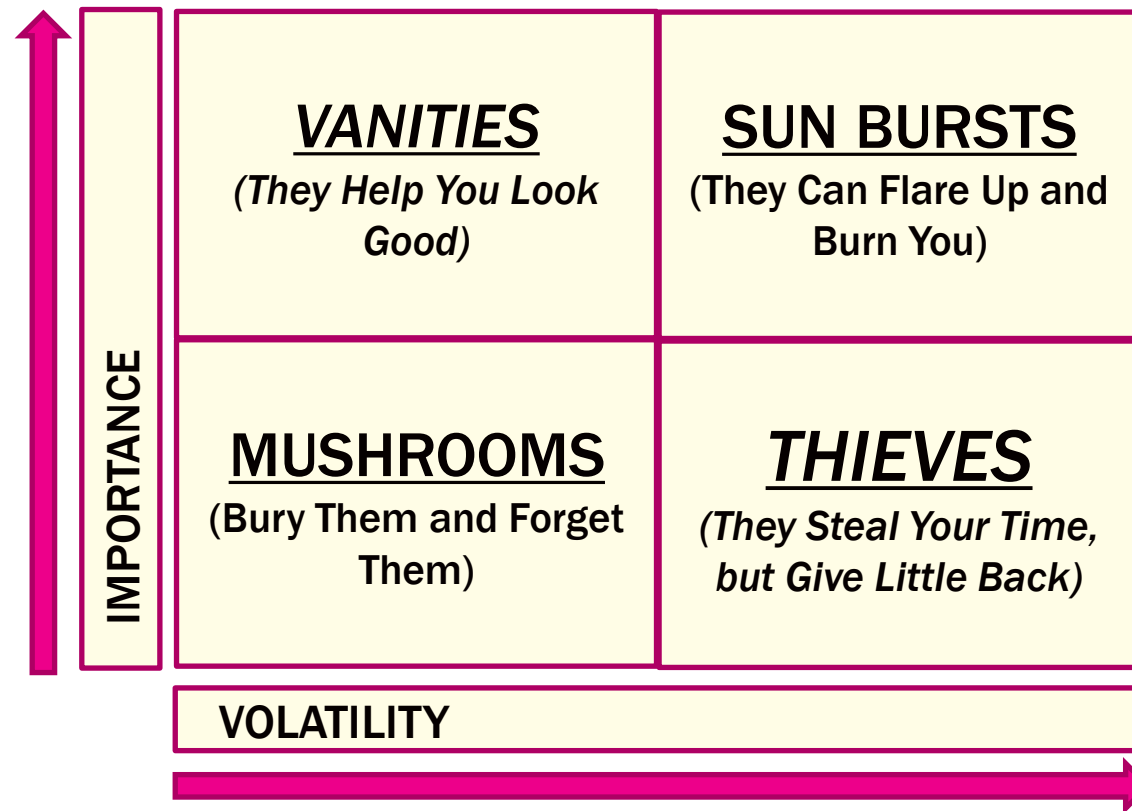 VANITIES
(They Help You Look
Good)
SUN BURSTS
(They Can Flare Up and
Burn You)
IMPORTANCE
MUSHROOMS
(Bury Them and Forget
Them)
THIEVES
(They Steal Your Time,
but Give Little Back)
VOLATILITY